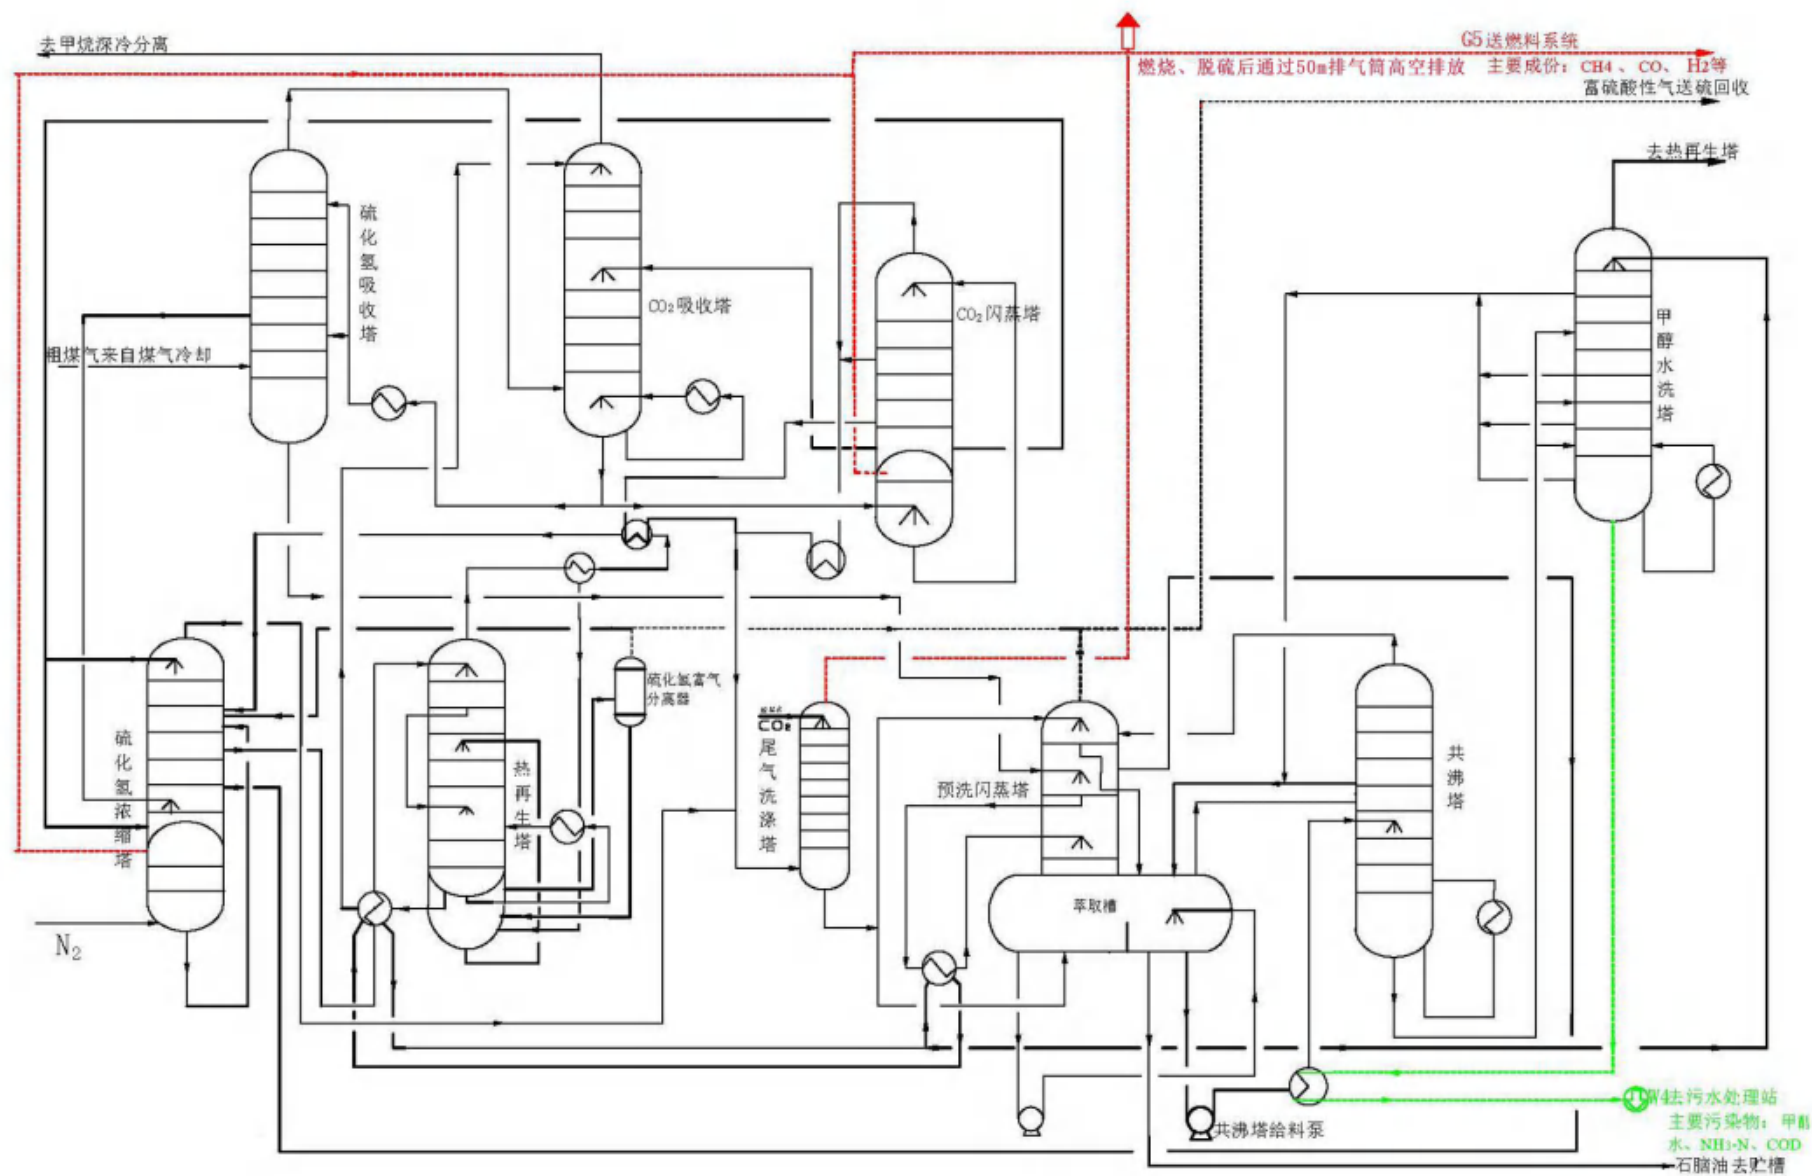 去甲烷深冷分离
G5送燃料系统
燃烧、脱硫后通过50m排气筒高空排放 主要成份：CH4、CO、H2等
富硫酸性气送硫回收
去热再生塔
硫化氢吸收塔
CO₂吸收塔
CO₂闪蒸塔
甲醇水洗塔
粗煤气来自煤气冷却
硫化氢富气
分离器
CO₂
尾气洗涤塔
预洗闪蒸塔
共沸塔
硫化氢浓缩塔
热再生塔
萃取槽
N₂
W4去污水处理站
主要污染物：甲醇
水、NH₃-N、COD
共沸塔给料泵
石脑油去贮槽